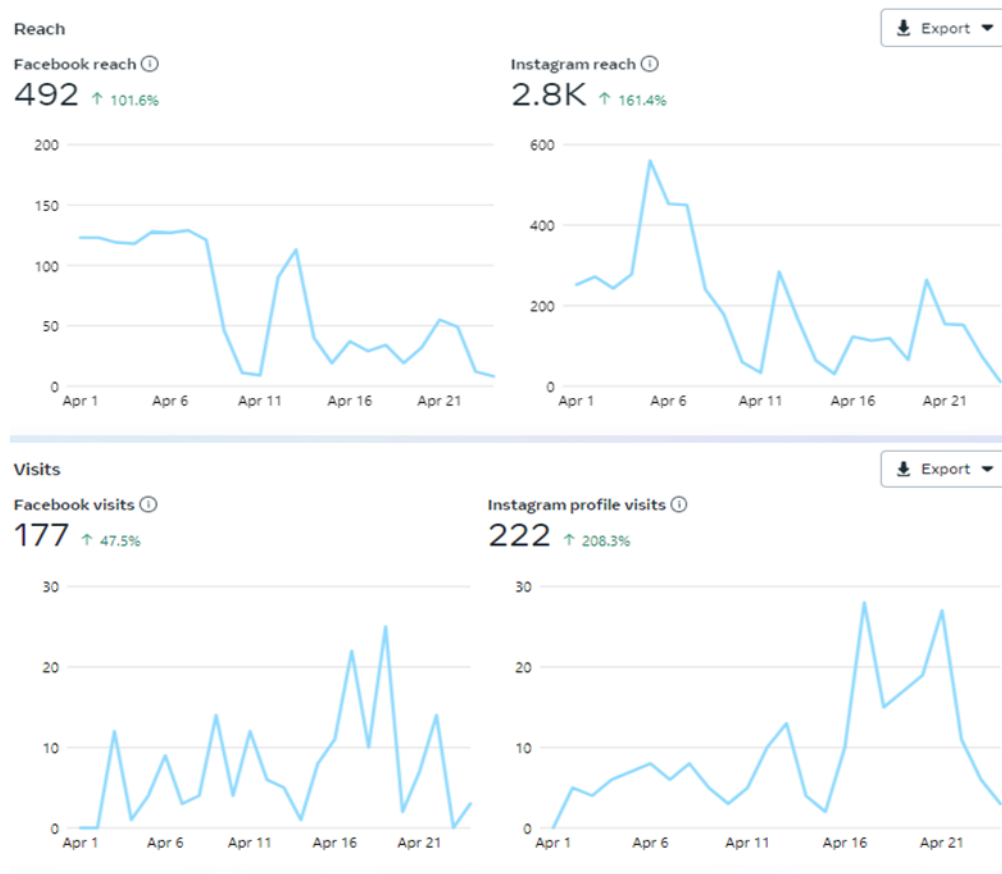 Reach
Export
Facebook reach
492 ↑ 101.6%
200
150
100
50
0
Apr 1 Apr 6 Apr 11 Apr 16 Apr 21
Instagram reach
2.8K ↑ 161.4%
600
400
200
0
Apr 1 Apr 6 Apr 11 Apr 16 Apr 21
Visits
Export
Facebook visits
177 ↑ 47.5%
30
20
10
0
Apr 1 Apr 6 Apr 11 Apr 16 Apr 21
Instagram profile visits
222 ↑ 208.3%
30
20
10
0
Apr 1 Apr 6 Apr 11 Apr 16 Apr 21